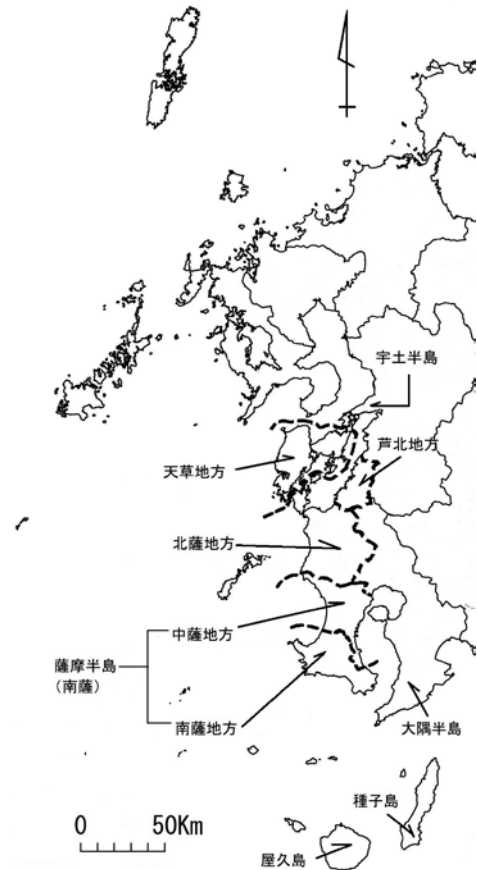 宇土半島
芦北地方
天草地方
北薩地方
中薩地方
薩摩半島
(南薩)
南薩地方
大隅半島
種子島
屋久島
0 50Km